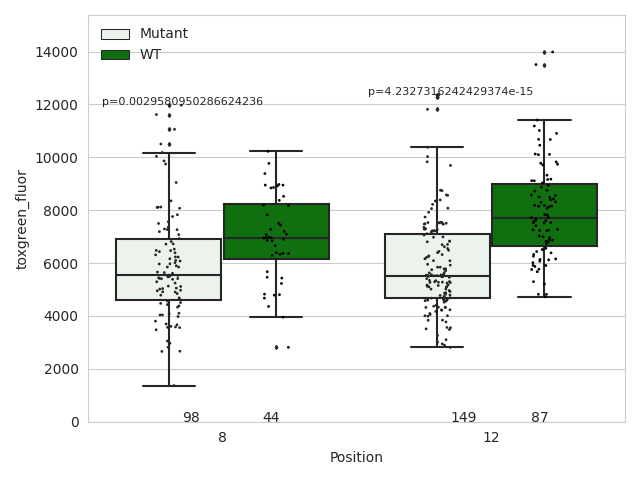 Mutant
WT
p=0.0029580950286624236
p=4.2327316242429374e-15
toxgreen_fluor
14000
12000
10000
8000
6000
4000
2000
0
98 44 149 87
8 12
Position